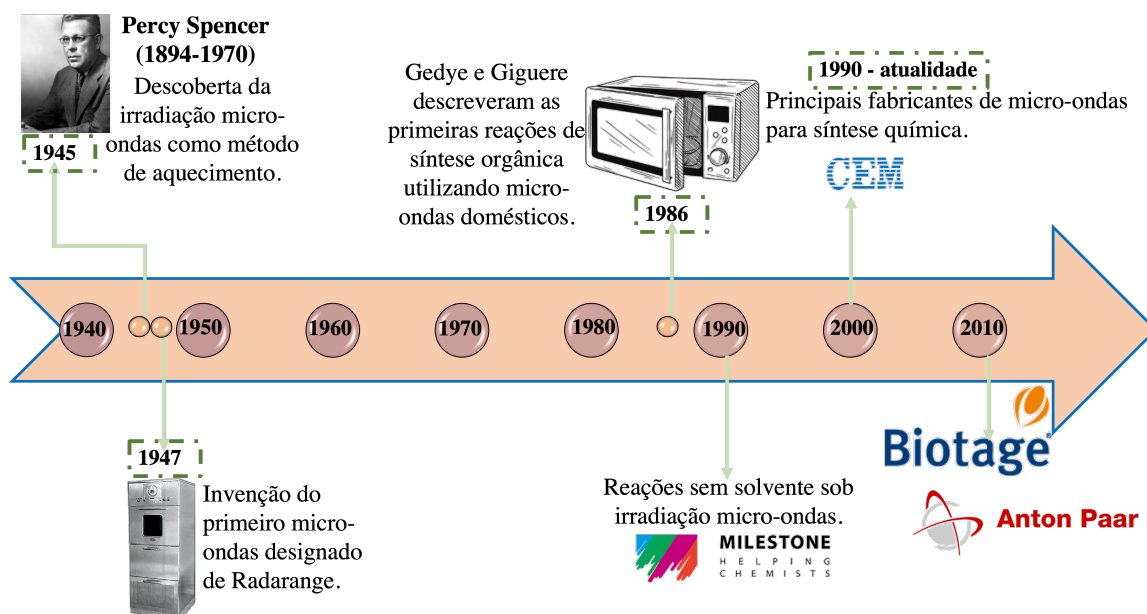 Percy Spencer
(1894-1970)
Descoberta da
irradiação micro-
ondas como método
de aquecimento.
1945
Gedye e Giguere
descreveram as
primeiras reações de
síntese orgânica
utilizando micro-
ondas domésticos.
1986
1990 - atualidade
Principais fabricantes de micro-ondas
para síntese química.
CEM
1940
1950
1960
1970
1980
1990
2000
2010
1947
Invenção do
primeiro micro-
ondas designado
de Radarange.
Reações sem solvente sob
irradiação micro-ondas.
MILESTONE
HELPING
CHEMISTS
Biotage®
Anton Paar